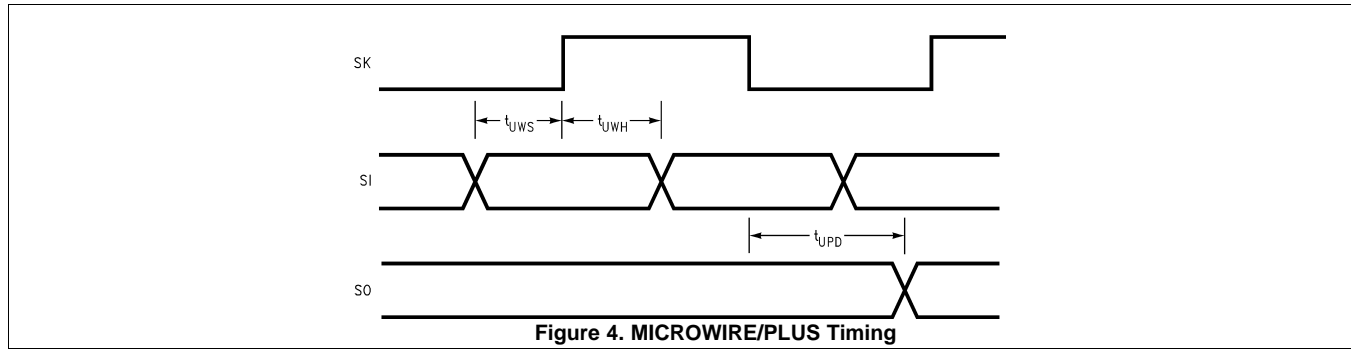 SK
tUWS
tUWH
SI
tUPD
SO
Figure 4. MICROWIRE/PLUS Timing